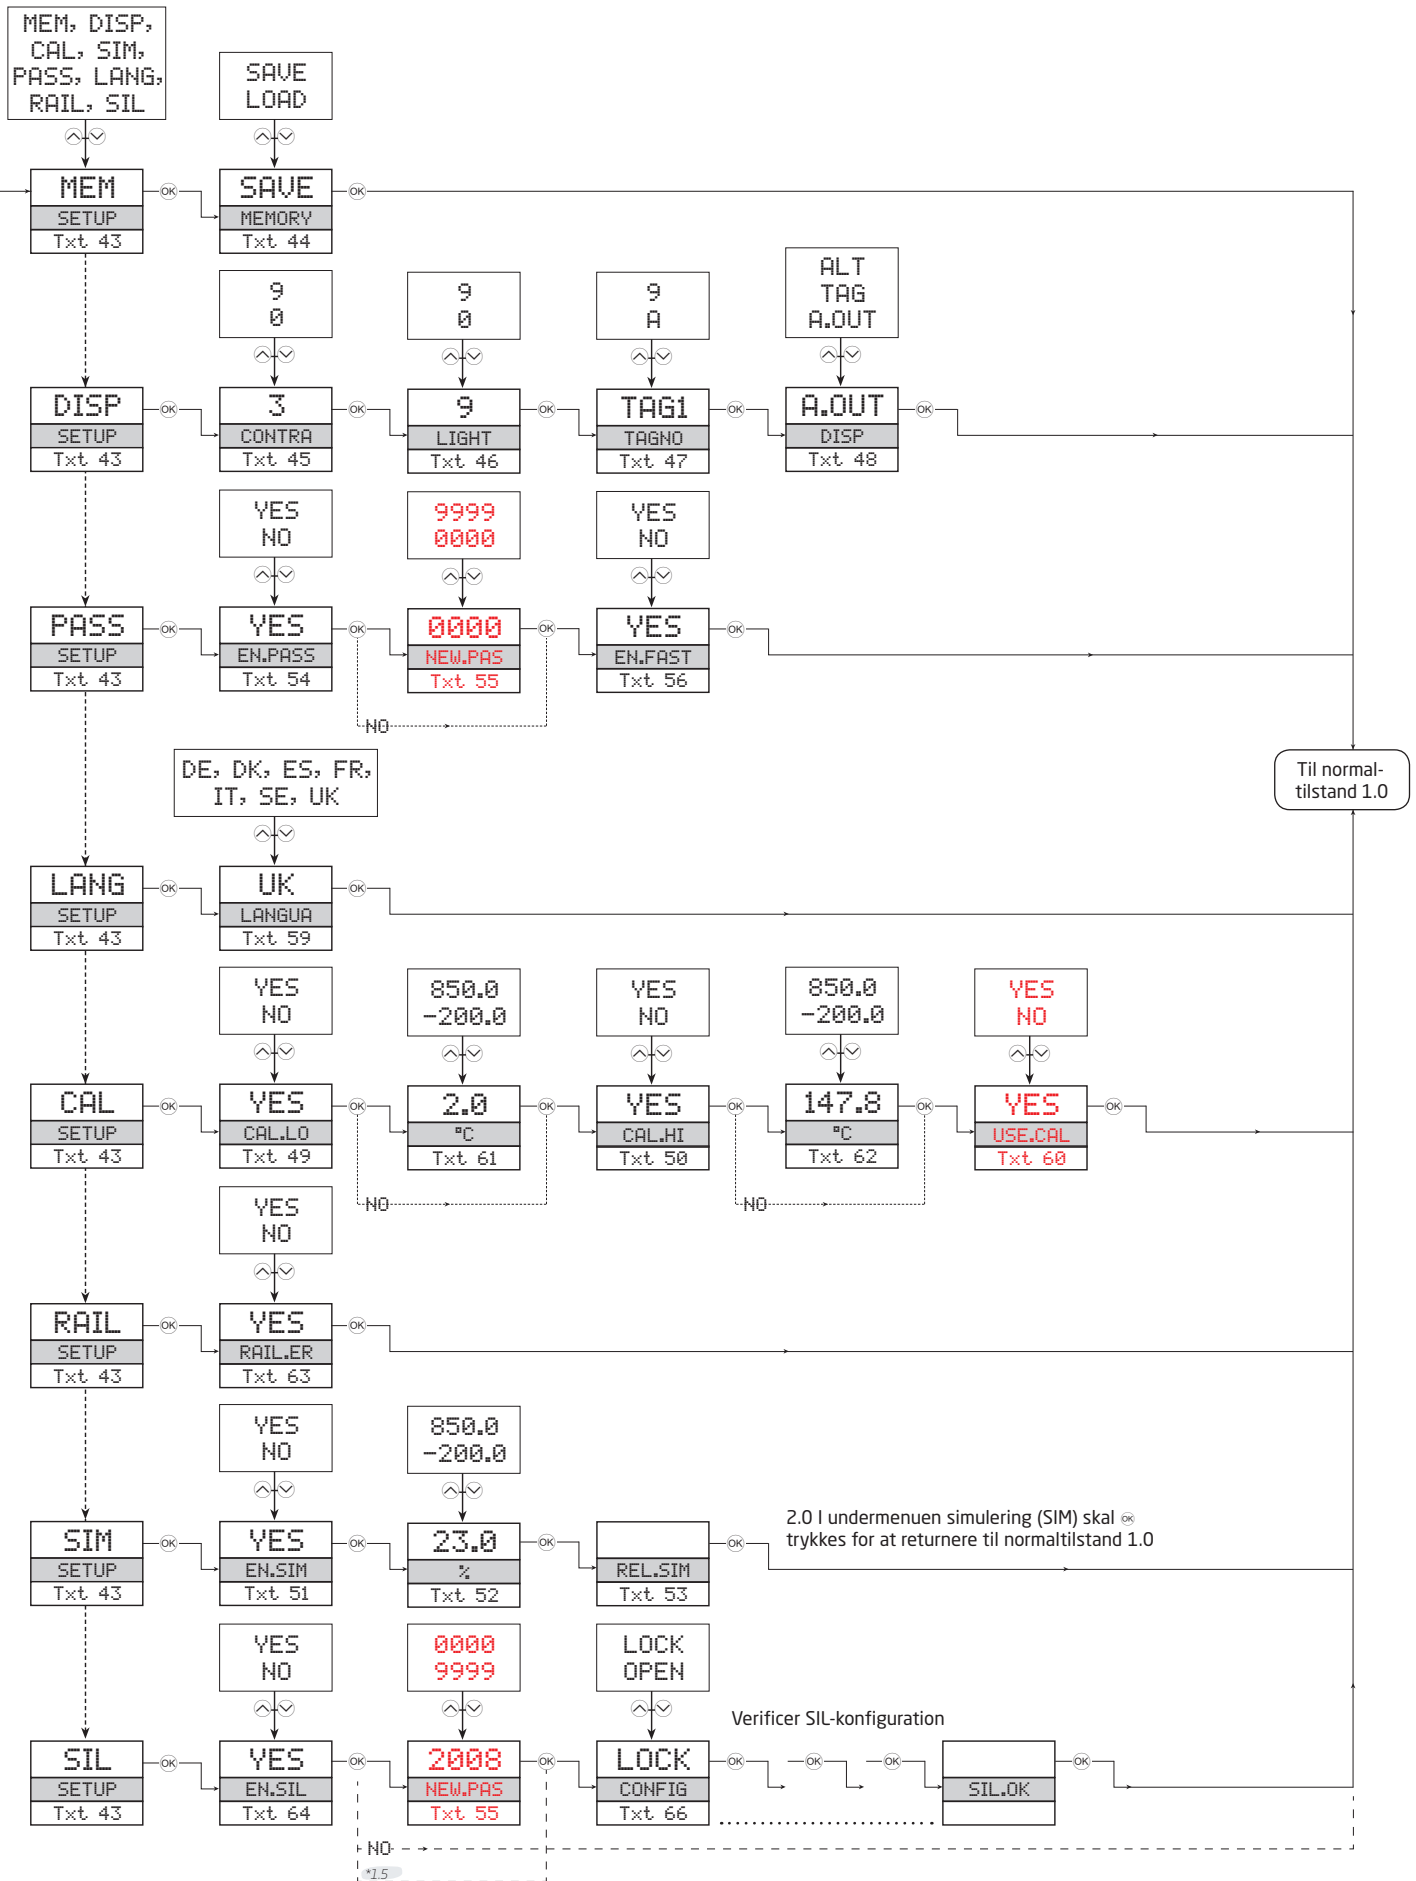 MEM, DISP,
CAL, SIM,
PASS, LANG,
RAIL, SIL
SAVE
LOAD
MEM
SETUP
Txt 43
OK
SAVE
MEMORY
Txt 44
OK
9
0
9
0
9
A
ALT
TAG
A.OUT
DISP
SETUP
Txt 43
OK
3
CONTRA
Txt 45
OK
9
LIGHT
Txt 46
OK
TAG1
TAGNO
Txt 47
OK
A.OUT
DISP
Txt 48
OK
YES
NO
9999
0000
YES
NO
PASS
SETUP
Txt 43
OK
YES
EN.PASS
Txt 54
OK
0000
NEW.PAS
Txt 55
OK
YES
EN.FAST
Txt 56
OK
NO
Til normal-
tilstand 1.0
DE, DK, ES, FR,
IT, SE, UK
LANG
SETUP
Txt 43
OK
UK
LANGUA
Txt 59
OK
YES
NO
850.0
-200.0
YES
NO
850.0
-200.0
YES
NO
CAL
SETUP
Txt 43
OK
YES
CAL.LO
Txt 49
OK
2.0
°C
Txt 61
OK
YES
CAL.HI
Txt 50
OK
147.8
°C
Txt 62
OK
YES
USE.CAL
Txt 60
OK
NO
NO
YES
NO
RAIL
SETUP
Txt 43
OK
YES
RAIL.ER
Txt 63
OK
YES
NO
850.0
-200.0
SIM
SETUP
Txt 43
OK
YES
EN.SIM
Txt 51
OK
23.0
%
Txt 52
OK
REL.SIM
Txt 53
OK
2.0 I undermenuen simulering (SIM) skal OK
trykkes for at returnere til normaltilstand 1.0
YES
NO
0000
9999
LOCK
OPEN
Verificer SIL-konfiguration
SIL
SETUP
Txt 43
OK
YES
EN.SIL
Txt 64
OK
2008
NEW.PAS
Txt 55
OK
LOCK
CONFIG
Txt 66
OK
OK
OK
SIL.OK
OK
NO
*1.5